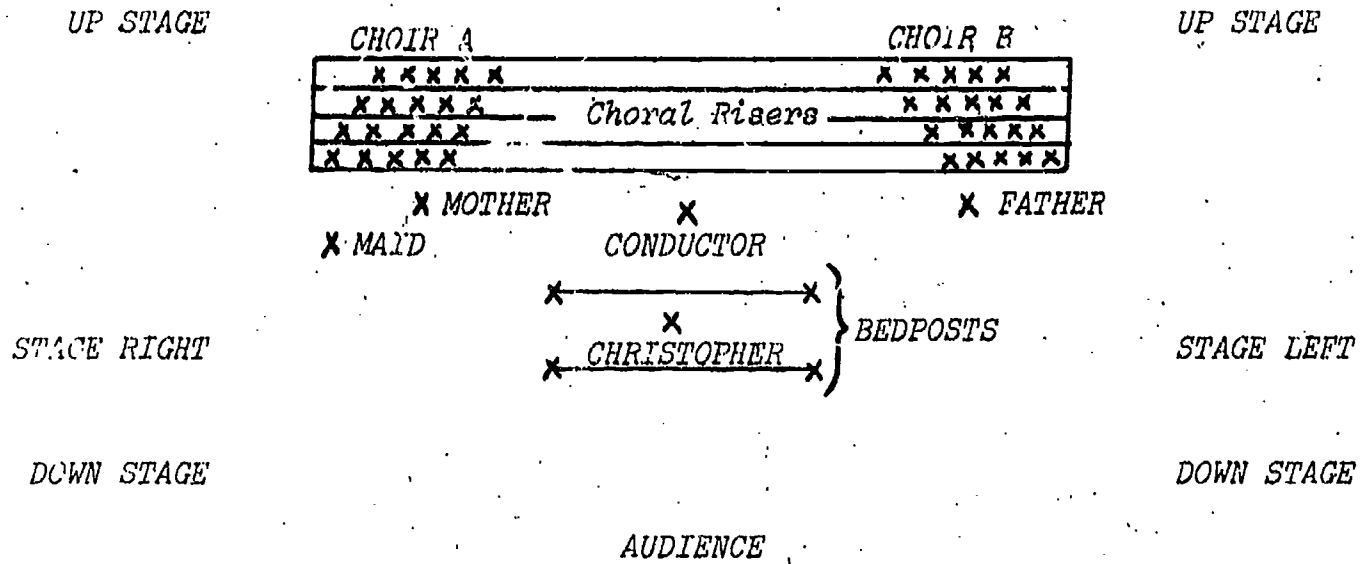 UP STAGE UP STAGE
CHOIR A CHOIR B
X X X X X X X X X X
X X X X X Choral Risers X X X X X
X X X X X X X X X X
X X X X X X X X X X
X MOTHER X X FATHER
X MAID CONDUCTOR
X X
X BEDPOSTS
STAGE RIGHT CHRISTOPHER STAGE LEFT
X X
DOWN STAGE DOWN STAGE
AUDIENCE